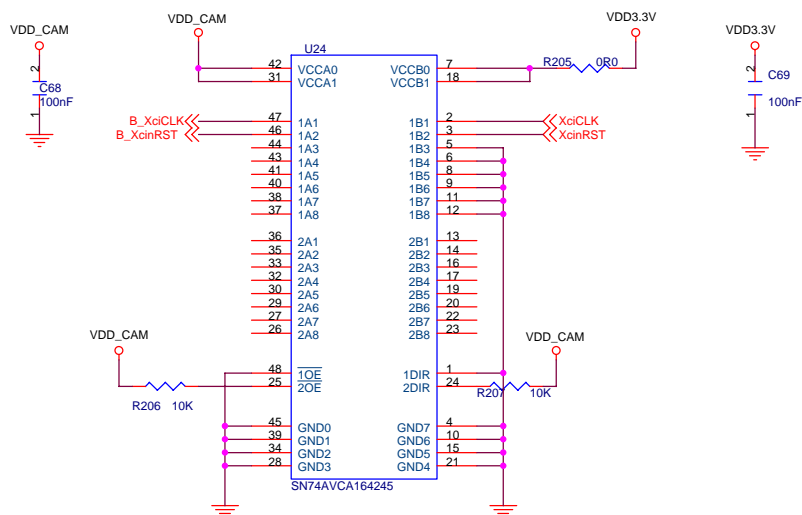 VDD_CAM
VDD_CAM
VDD3.3V
VDD3.3V
U24
C68
100nF
2
1
R205 0R0
C69
100nF
2
1
42 VCCA0 VCCB0 7
31 VCCA1 VCCB1 18
B_XciCLK 47 1A1 1B1 2 XciCLK
B_XcinRST 46 1A2 1B2 3 XcinRST
44 1A3 1B3 5
43 1A4 1B4 6
41 1A5 1B5 8
40 1A6 1B6 9
38 1A7 1B7 11
37 1A8 1B8 12
36 2A1 2B1 13
35 2A2 2B2 14
33 2A3 2B3 16
32 2A4 2B4 17
30 2A5 2B5 19
29 2A6 2B6 20
27 2A7 2B7 22
26 2A8 2B8 23
VDD_CAM
VDD_CAM
48 1OE 1DIR 1
25 2OE 2DIR 24
R206 10K
R207 10K
45 GND0 GND7 4
39 GND1 GND6 10
34 GND2 GND5 15
28 GND3 GND4 21
SN74AVCA164245